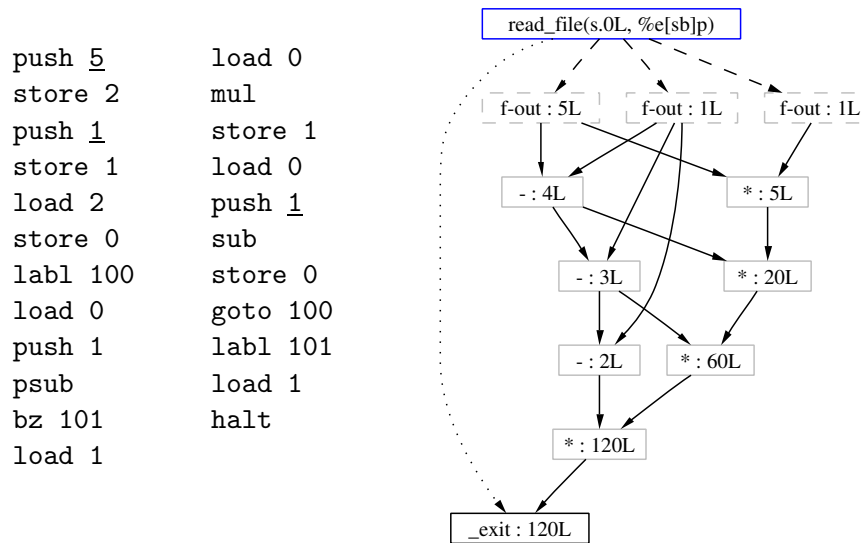 push 5
store 2
push 1
store 1
load 2
store 0
labl 100
load 0
push 1
psub
bz 101
load 1
load 0
mul
store 1
load 0
push 1
sub
store 0
goto 100
labl 101
load 1
halt
read_file(s.0L, %e[sb]p)
f-out : 5L
f-out : 1L
f-out : 1L
- : 4L
* : 5L
- : 3L
* : 20L
- : 2L
* : 60L
* : 120L
_exit : 120L